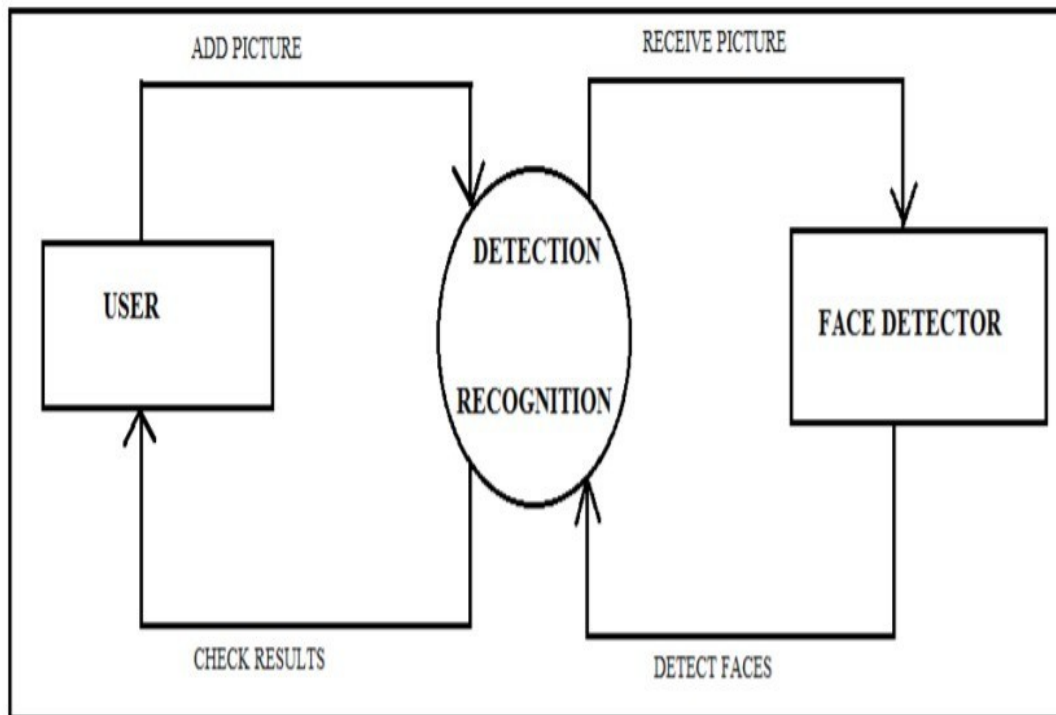 ADD PICTURE
RECEIVE PICTURE
DETECTION
USER
FACE DETECTOR
RECOGNITION
CHECK RESULTS
DETECT FACES